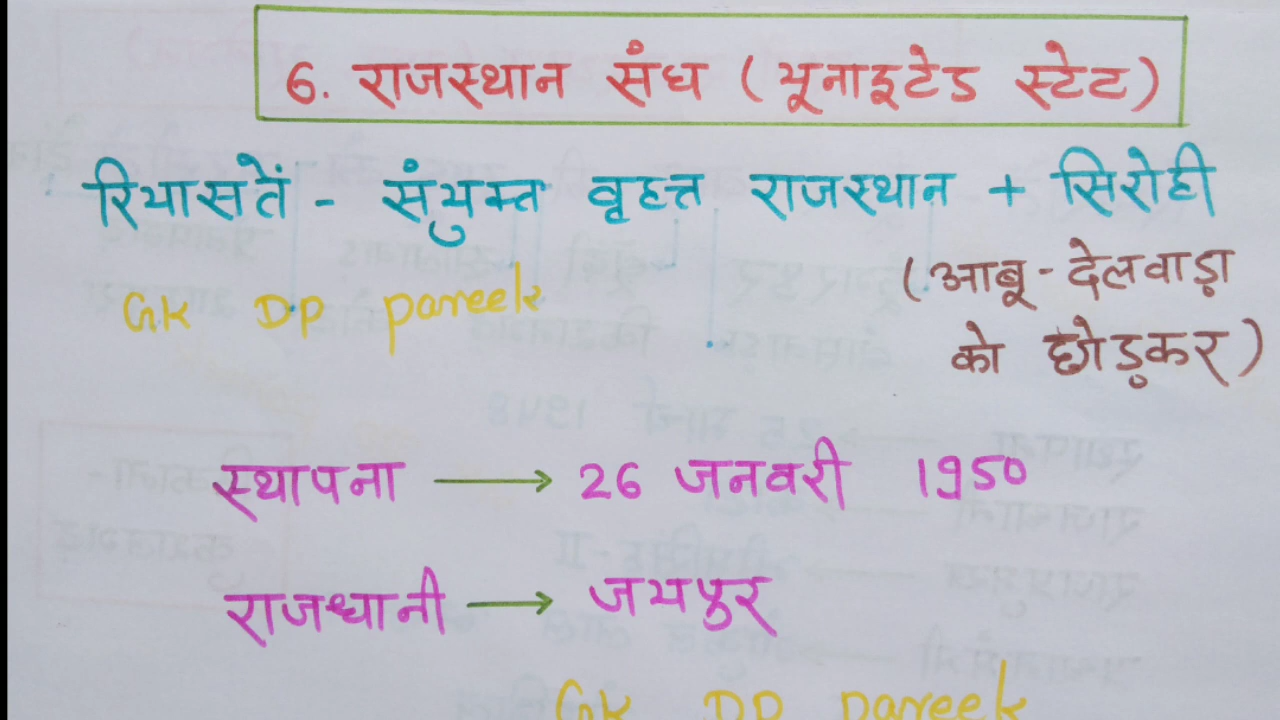 6. राजस्थान संघ ( यूनाइटेड स्टेट )
रियासतें - संयुक्त वृहत्त राजस्थान + सिरोही
( आबू - देलवाड़ा
को छोड़कर )
GK DP pareek
स्थापना → 26 जनवरी 1950
राजधानी → जयपुर
GK DP pareek